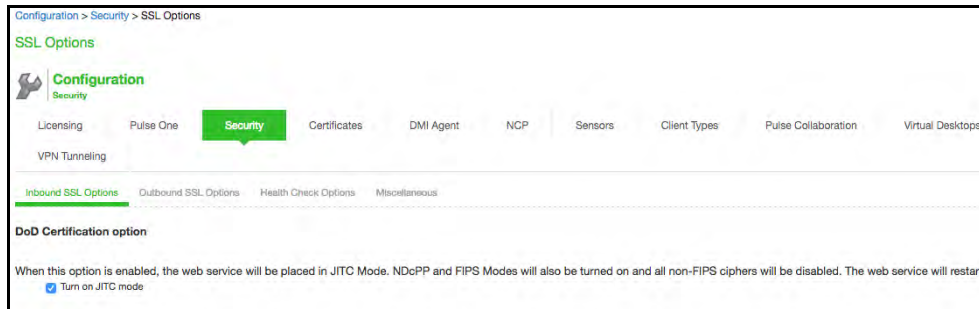 Configuration > Security > SSL Options
SSL Options
Configuration
Security
Licensing Pulse One Security Certificates DMI Agent NCP Sensors Client Types Pulse Collaboration Virtual Desktops
VPN Tunneling
Inbound SSL Options Outbound SSL Options Health Check Options Miscellaneous
DoD Certification option
When this option is enabled, the web service will be placed in JITC Mode. NDcPP and FIPS Modes will also be turned on and all non-FIPS ciphers will be disabled. The web service will restar
Turn on JITC mode